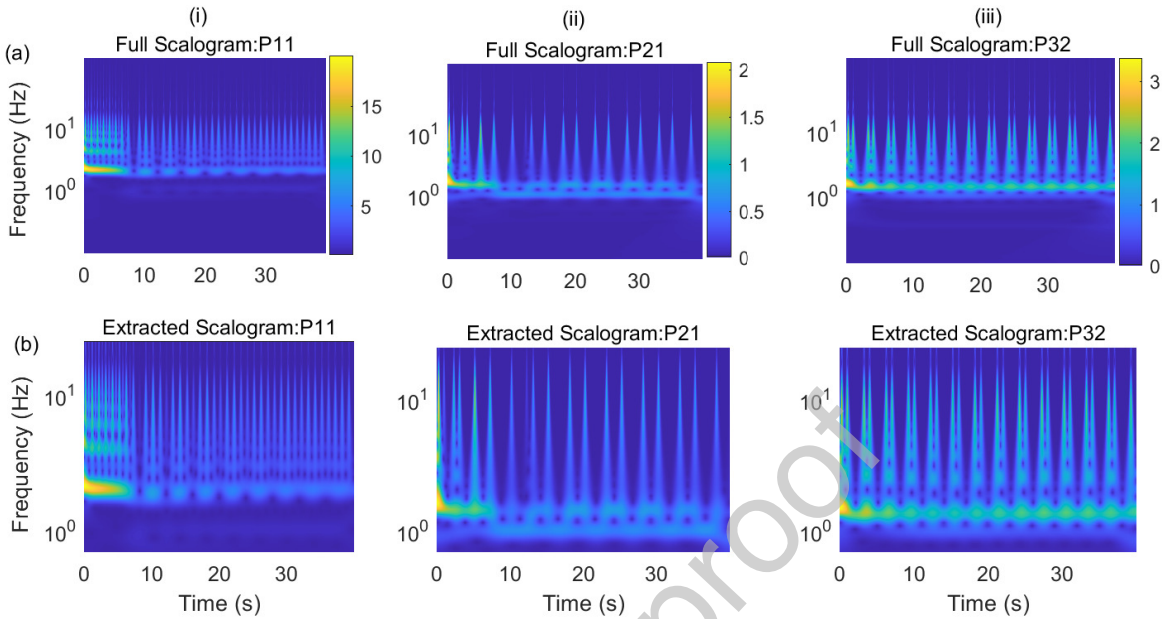 (i) (ii) (iii)
(a) Full Scalogram:P11 Full Scalogram:P21 Full Scalogram:P32
Frequency (Hz)
10¹ 10⁰
0 10 20 30
15 10 5
10¹ 10⁰
0 10 20 30
2 1.5 1 0.5 0
10¹ 10⁰
0 10 20 30
3 2 1 0
(b) Extracted Scalogram:P11 Extracted Scalogram:P21 Extracted Scalogram:P32
Frequency (Hz)
10¹ 10⁰
0 10 20 30
Time (s)
10¹ 10⁰
0 10 20 30
Time (s)
10¹ 10⁰
0 10 20 30
Time (s)
proof